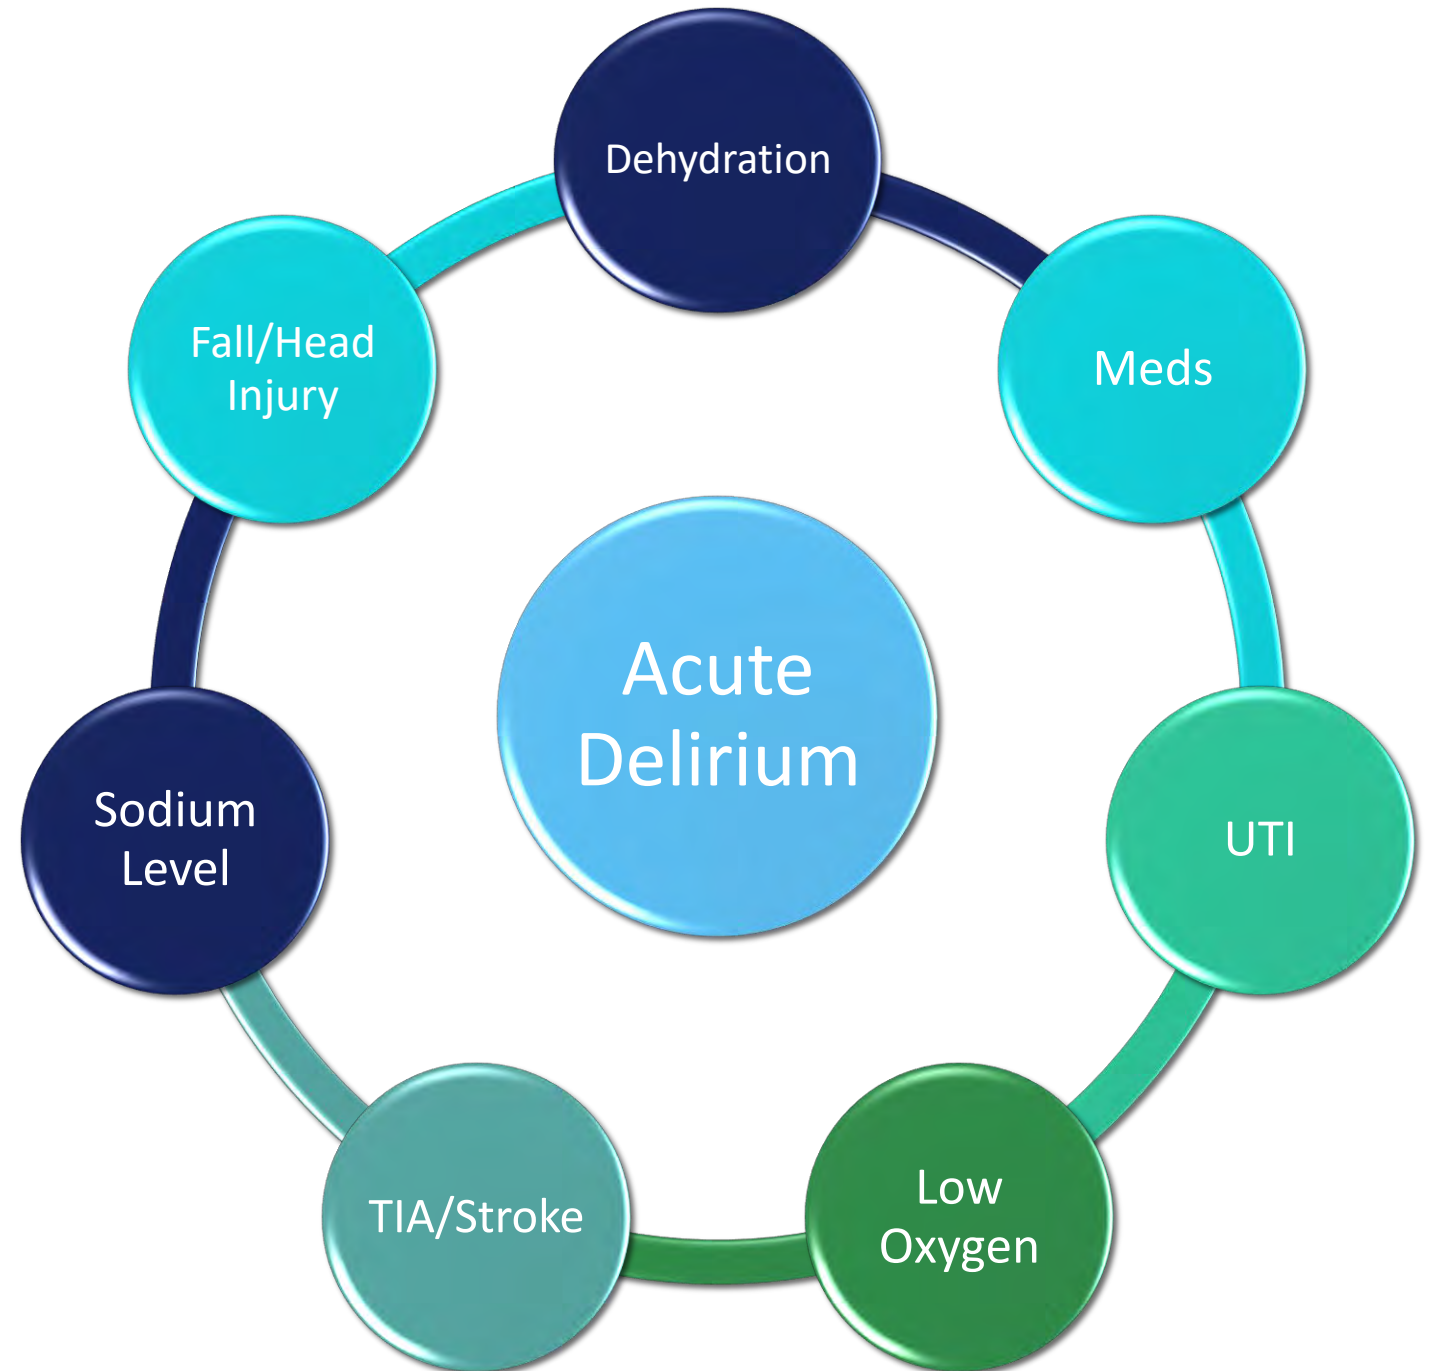 Dehydration
Meds
UTI
Low
Oxygen
TIA/Stroke
Sodium
Level
Fall/Head
Injury
Acute
Delirium